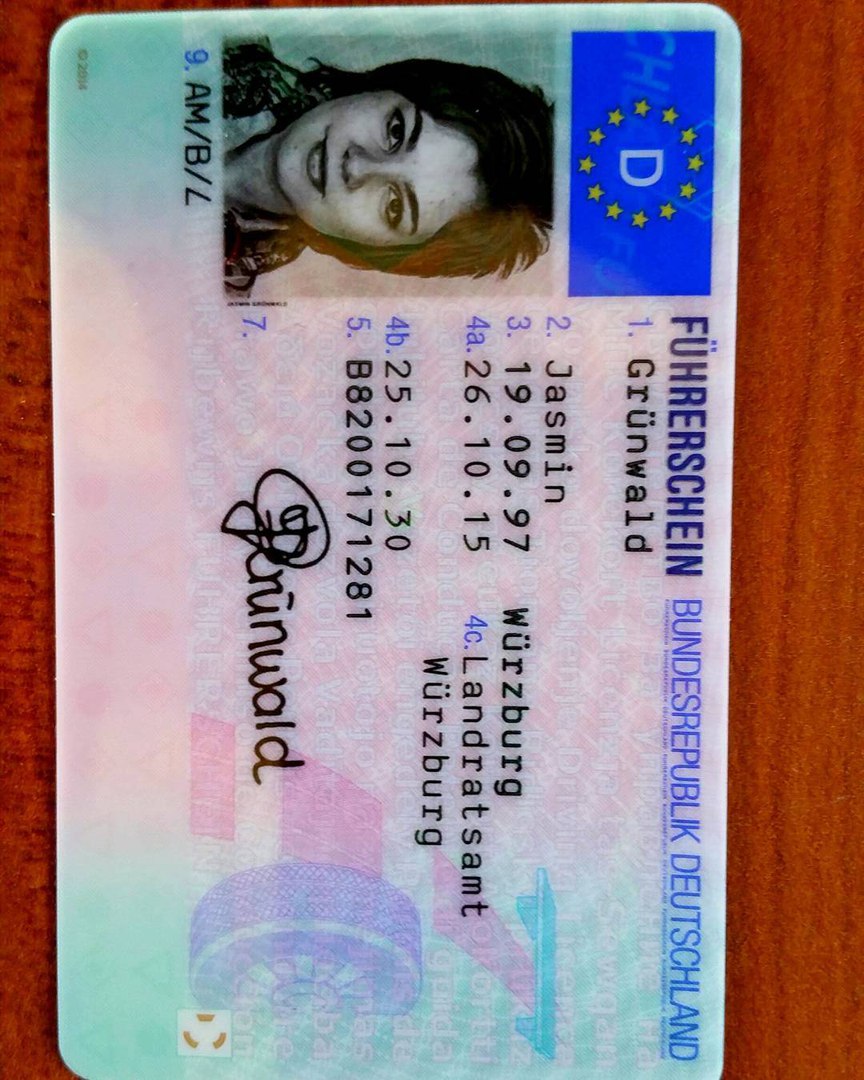 D
FÜHRERSCHEIN BUNDESREPUBLIK DEUTSCHLAND
1. Grünwald
2. Jasmin
3. 19.09.97 Würzburg
4a. 26.10.15 4c. Landratsamt
Würzburg
4b. 25.10.30
5. B8200171281
7. Grünwald
9. AM/B/L